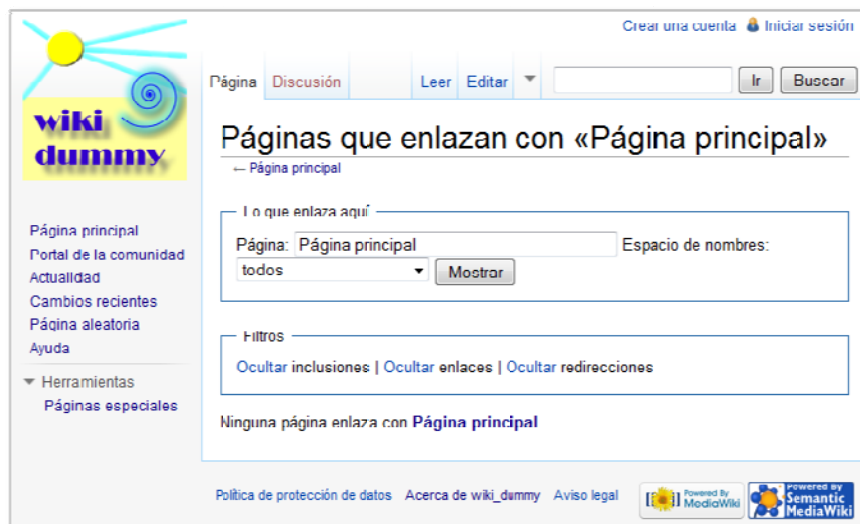 Crear una cuenta Iniciar sesión
Página Discusión Leer Editar Ir Buscar
wiki
dummy
Páginas que enlazan con «Página principal»
← Página principal
Lo que enlaza aquí
Página: Página principal Espacio de nombres:
todos Mostrar
Página principal
Portal de la comunidad
Actualidad
Cambios recientes
Página aleatoria
Ayuda
Herramientas
Páginas especiales
Filtros
Ocultar inclusiones | Ocultar enlaces | Ocultar redirecciones
Ninguna página enlaza con Página principal
Política de protección de datos Acerca de wiki_dummy Aviso legal
Powered By
MediaWiki
POWERED BY
Semantic
MediaWiki